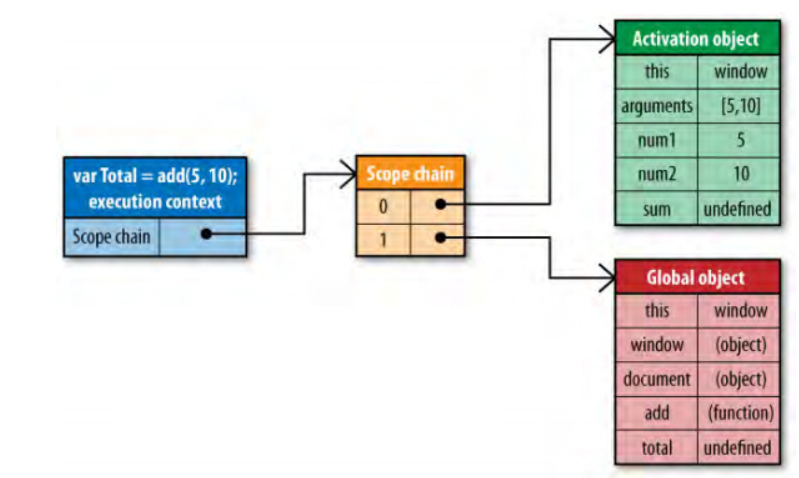 var Total = add(5, 10);
execution context
Scope chain
Scope chain
0
1
Activation object
this window
arguments [5,10]
num1 5
num2 10
sum undefined
Global object
this window
window (object)
document (object)
add (function)
total undefined